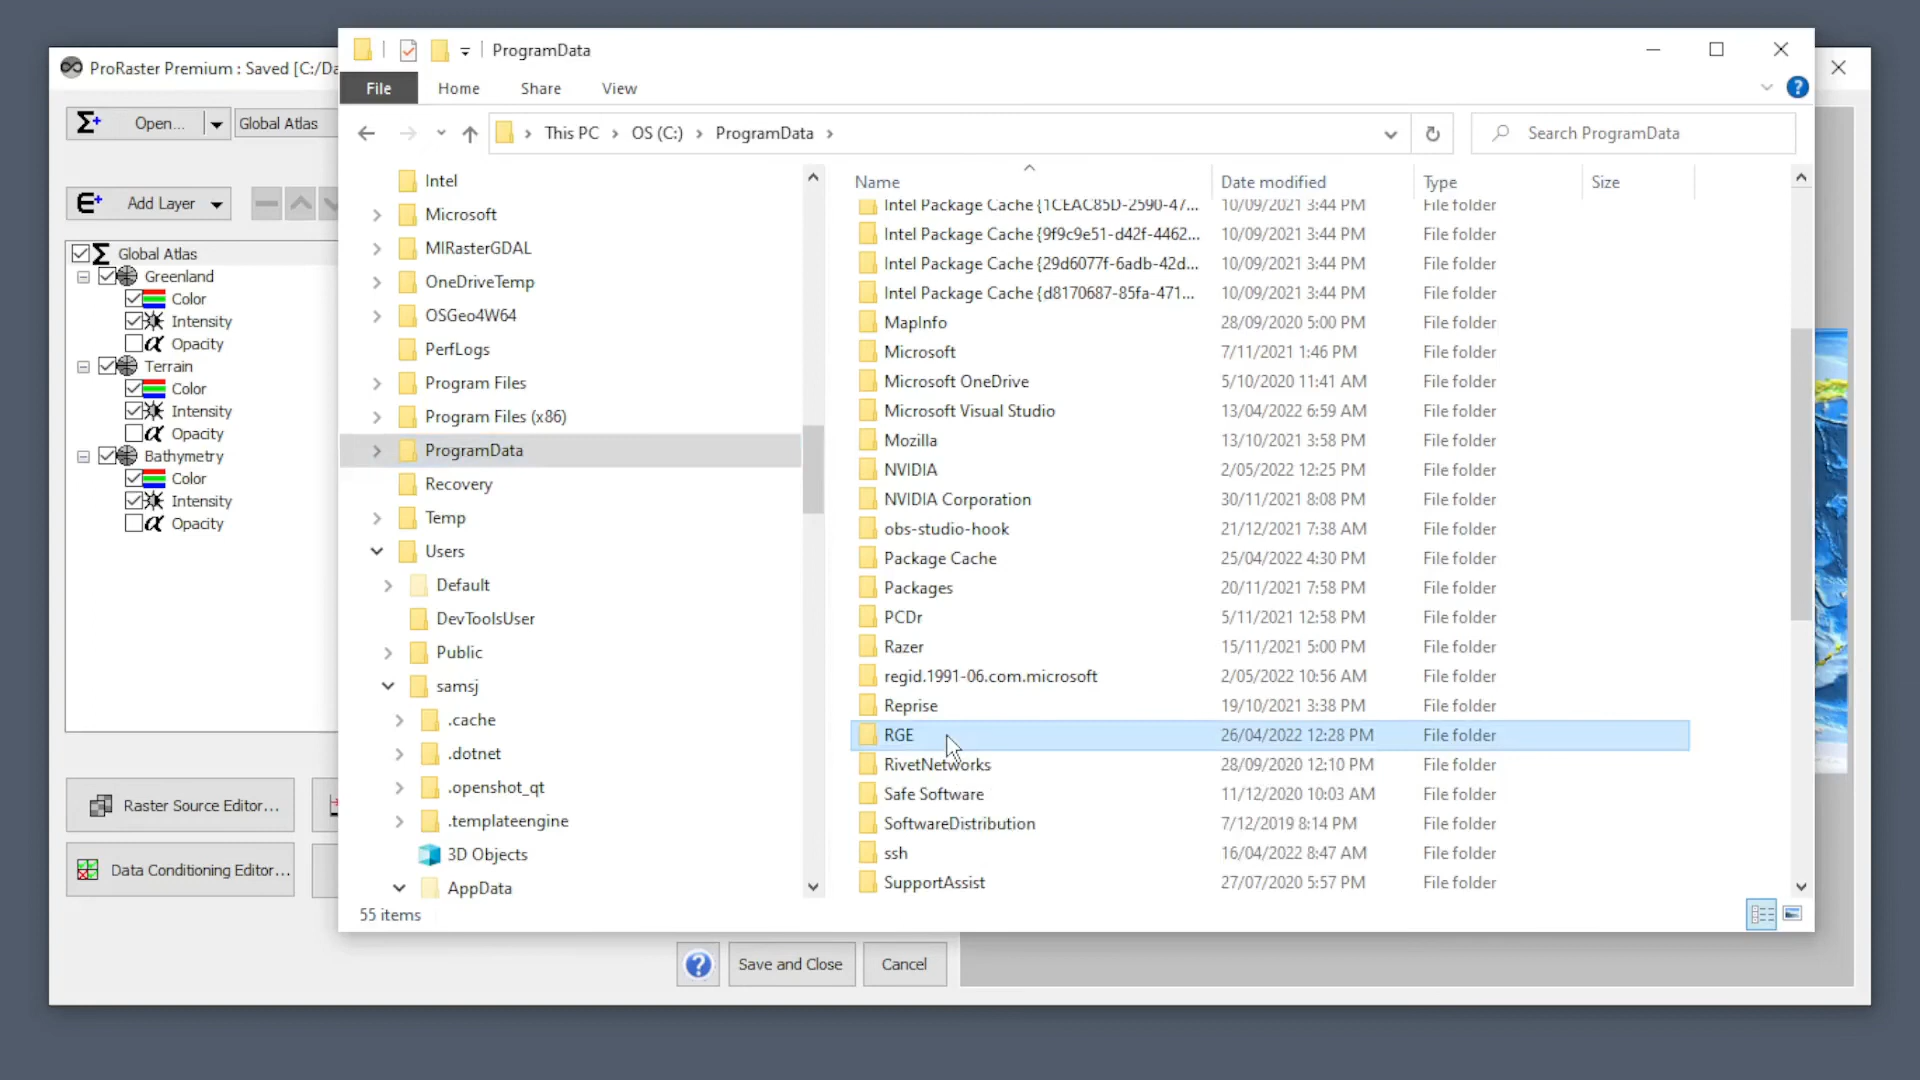 ProgramData
ProRaster Premium : Saved [C:/Da
File
Home
Share
View
Open...
Global Atlas
This PC
OS (C:)
ProgramData
Search ProgramData
Add Layer
Global Atlas
Greenland
Color
Intensity
Opacity
Terrain
Color
Intensity
Opacity
Bathymetry
Color
Intensity
Opacity
Raster Source Editor...
Data Conditioning Editor...
Intel
Microsoft
MIRasterGDAL
OneDriveTemp
OSGeo4W64
PerfLogs
Program Files
Program Files (x86)
ProgramData
Recovery
Temp
Users
Default
DevToolsUser
Public
samsj
.cache
.dotnet
.openshot_qt
.templateengine
3D Objects
AppData
Name Date modified Type Size
Intel Package Cache {1CEAC85D-2590-47... 10/09/2021 3:44 PM File folder
Intel Package Cache {9f9c9e51-d42f-4462... 10/09/2021 3:44 PM File folder
Intel Package Cache {29d6077f-6adb-42d... 10/09/2021 3:44 PM File folder
Intel Package Cache {d8170687-85fa-471... 10/09/2021 3:44 PM File folder
MapInfo 28/09/2020 5:00 PM File folder
Microsoft 7/11/2021 1:46 PM File folder
Microsoft OneDrive 5/10/2020 11:41 AM File folder
Microsoft Visual Studio 13/04/2022 6:59 AM File folder
Mozilla 13/10/2021 3:58 PM File folder
NVIDIA 2/05/2022 12:25 PM File folder
NVIDIA Corporation 30/11/2021 8:08 PM File folder
obs-studio-hook 21/12/2021 7:38 AM File folder
Package Cache 25/04/2022 4:30 PM File folder
Packages 20/11/2021 7:58 PM File folder
PCDr 5/11/2021 12:58 PM File folder
Razer 15/11/2021 5:00 PM File folder
regid.1991-06.com.microsoft 2/05/2022 10:56 AM File folder
Reprise 19/10/2021 3:38 PM File folder
RGE 26/04/2022 12:28 PM File folder
RivetNetworks 28/09/2020 12:10 PM File folder
Safe Software 11/12/2020 10:03 AM File folder
SoftwareDistribution 7/12/2019 8:14 PM File folder
ssh 16/04/2022 8:47 AM File folder
SupportAssist 27/07/2020 5:57 PM File folder
55 items
Save and Close
Cancel